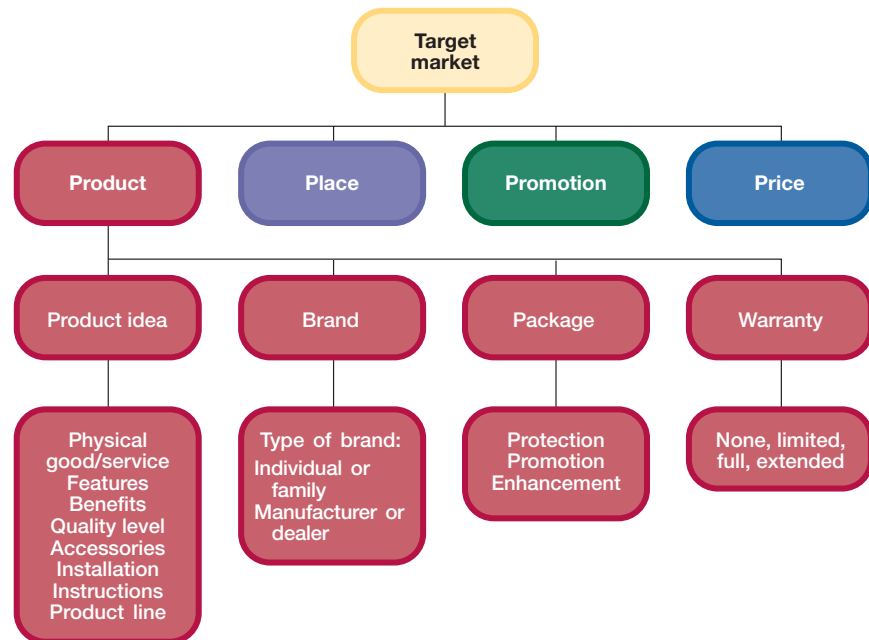 Target
market
Product
Place
Promotion
Price
Product idea
Brand
Package
Warranty
Physical
good/service
Features
Benefits
Quality level
Accessories
Installation
Instructions
Product line
Type of brand:
Individual or
family
Manufacturer or
dealer
Protection
Promotion
Enhancement
None, limited,
full, extended